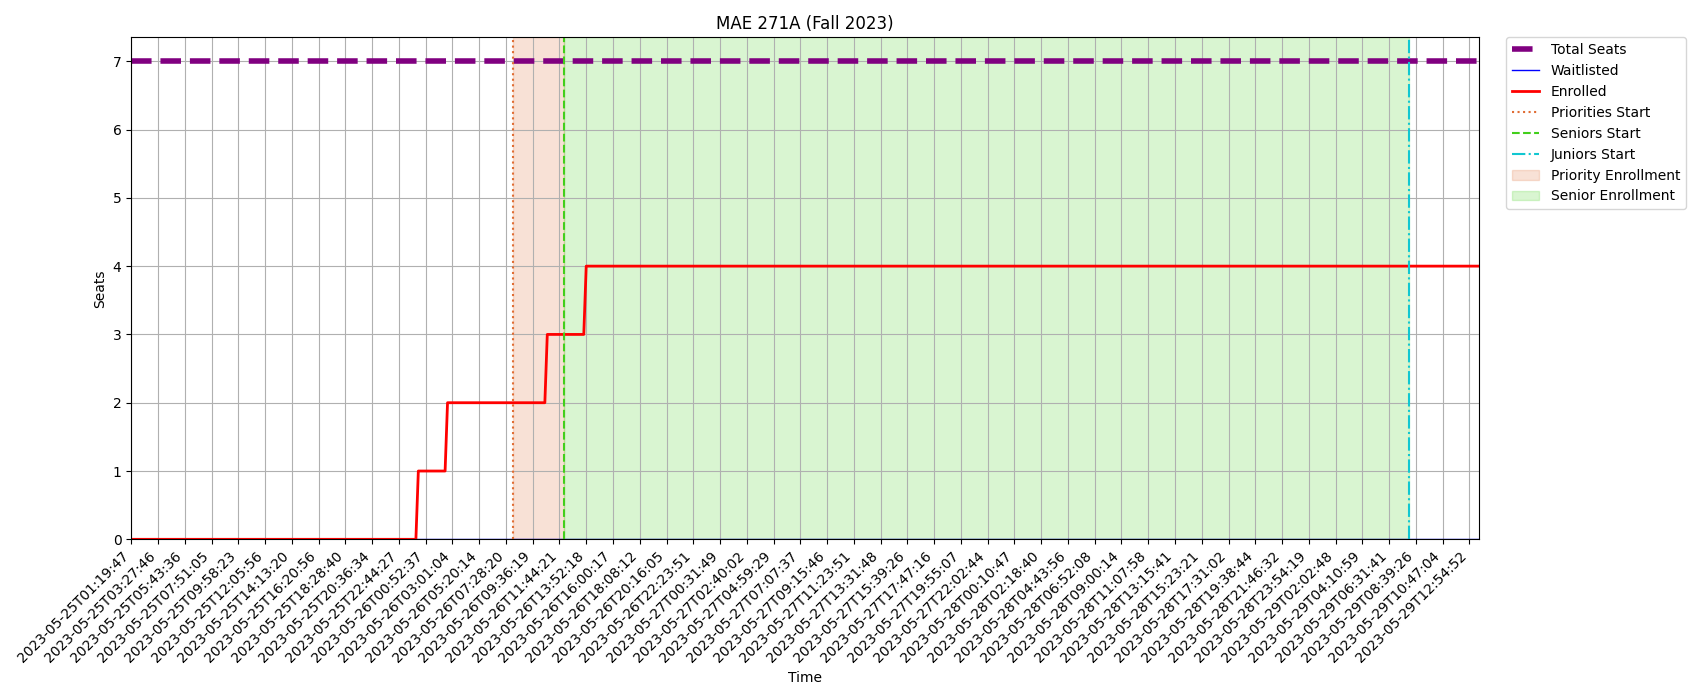 MAE 271A (Fall 2023)
Total Seats
Waitlisted
Enrolled
Priorities Start
Seniors Start
Juniors Start
Priority Enrollment
Senior Enrollment
Seats
7
6
5
4
3
2
1
0
2023-05-25T01:19:47
2023-05-25T03:27:46
2023-05-25T05:43:36
2023-05-25T07:51:05
2023-05-25T09:58:23
2023-05-25T12:05:56
2023-05-25T14:13:20
2023-05-25T16:20:56
2023-05-25T18:28:40
2023-05-25T20:36:34
2023-05-25T22:44:27
2023-05-26T00:52:37
2023-05-26T03:01:04
2023-05-26T05:20:14
2023-05-26T07:28:20
2023-05-26T09:36:19
2023-05-26T11:44:21
2023-05-26T13:52:18
2023-05-26T16:00:17
2023-05-26T18:08:12
2023-05-26T20:16:05
2023-05-26T22:23:51
2023-05-27T00:31:49
2023-05-27T02:40:02
2023-05-27T04:59:29
2023-05-27T07:07:37
2023-05-27T09:15:46
2023-05-27T11:23:51
2023-05-27T13:31:48
2023-05-27T15:39:26
2023-05-27T17:47:16
2023-05-27T19:55:07
2023-05-27T22:02:44
2023-05-28T00:10:47
2023-05-28T02:18:40
2023-05-28T04:43:56
2023-05-28T06:52:08
2023-05-28T09:00:14
2023-05-28T11:07:58
2023-05-28T13:15:41
2023-05-28T15:23:21
2023-05-28T17:31:02
2023-05-28T19:38:44
2023-05-28T21:46:32
2023-05-28T23:54:19
2023-05-29T02:02:48
2023-05-29T04:10:59
2023-05-29T06:31:41
2023-05-29T08:39:26
2023-05-29T10:47:04
2023-05-29T12:54:52
Time